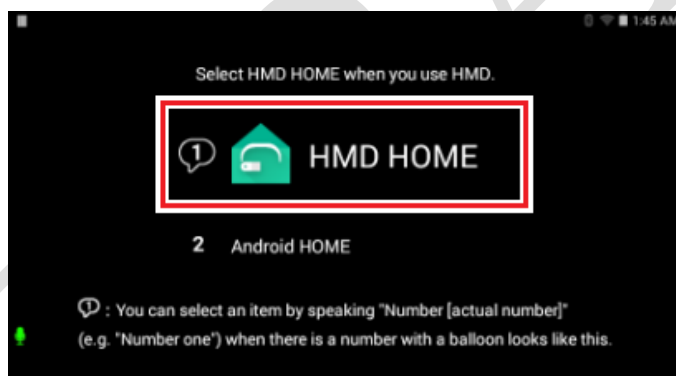 1:45 AM
Select HMD HOME when you use HMD.
1 HMD HOME
2 Android HOME
1 : You can select an item by speaking "Number [actual number]"
(e.g. "Number one") when there is a number with a balloon looks like this.